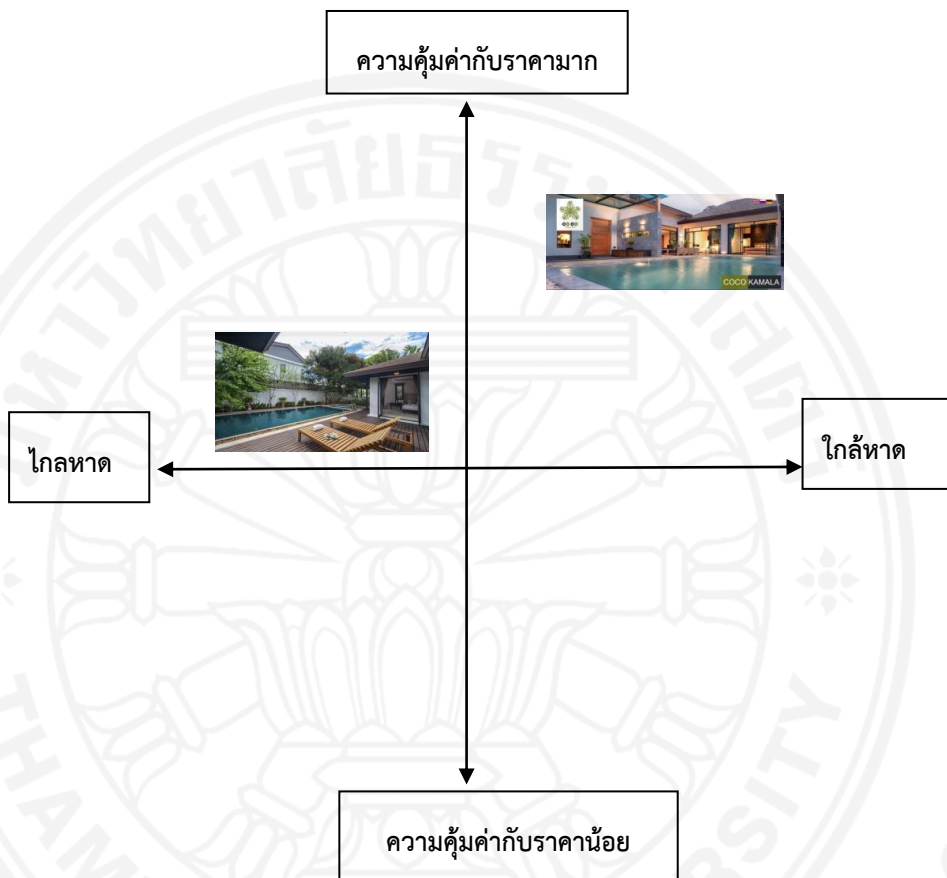 ความคุ้มค่ากับราคามาก
COCO KAMALA
ไกลหาด
ใกล้หาด
ความคุ้มค่ากับราคาน้อย